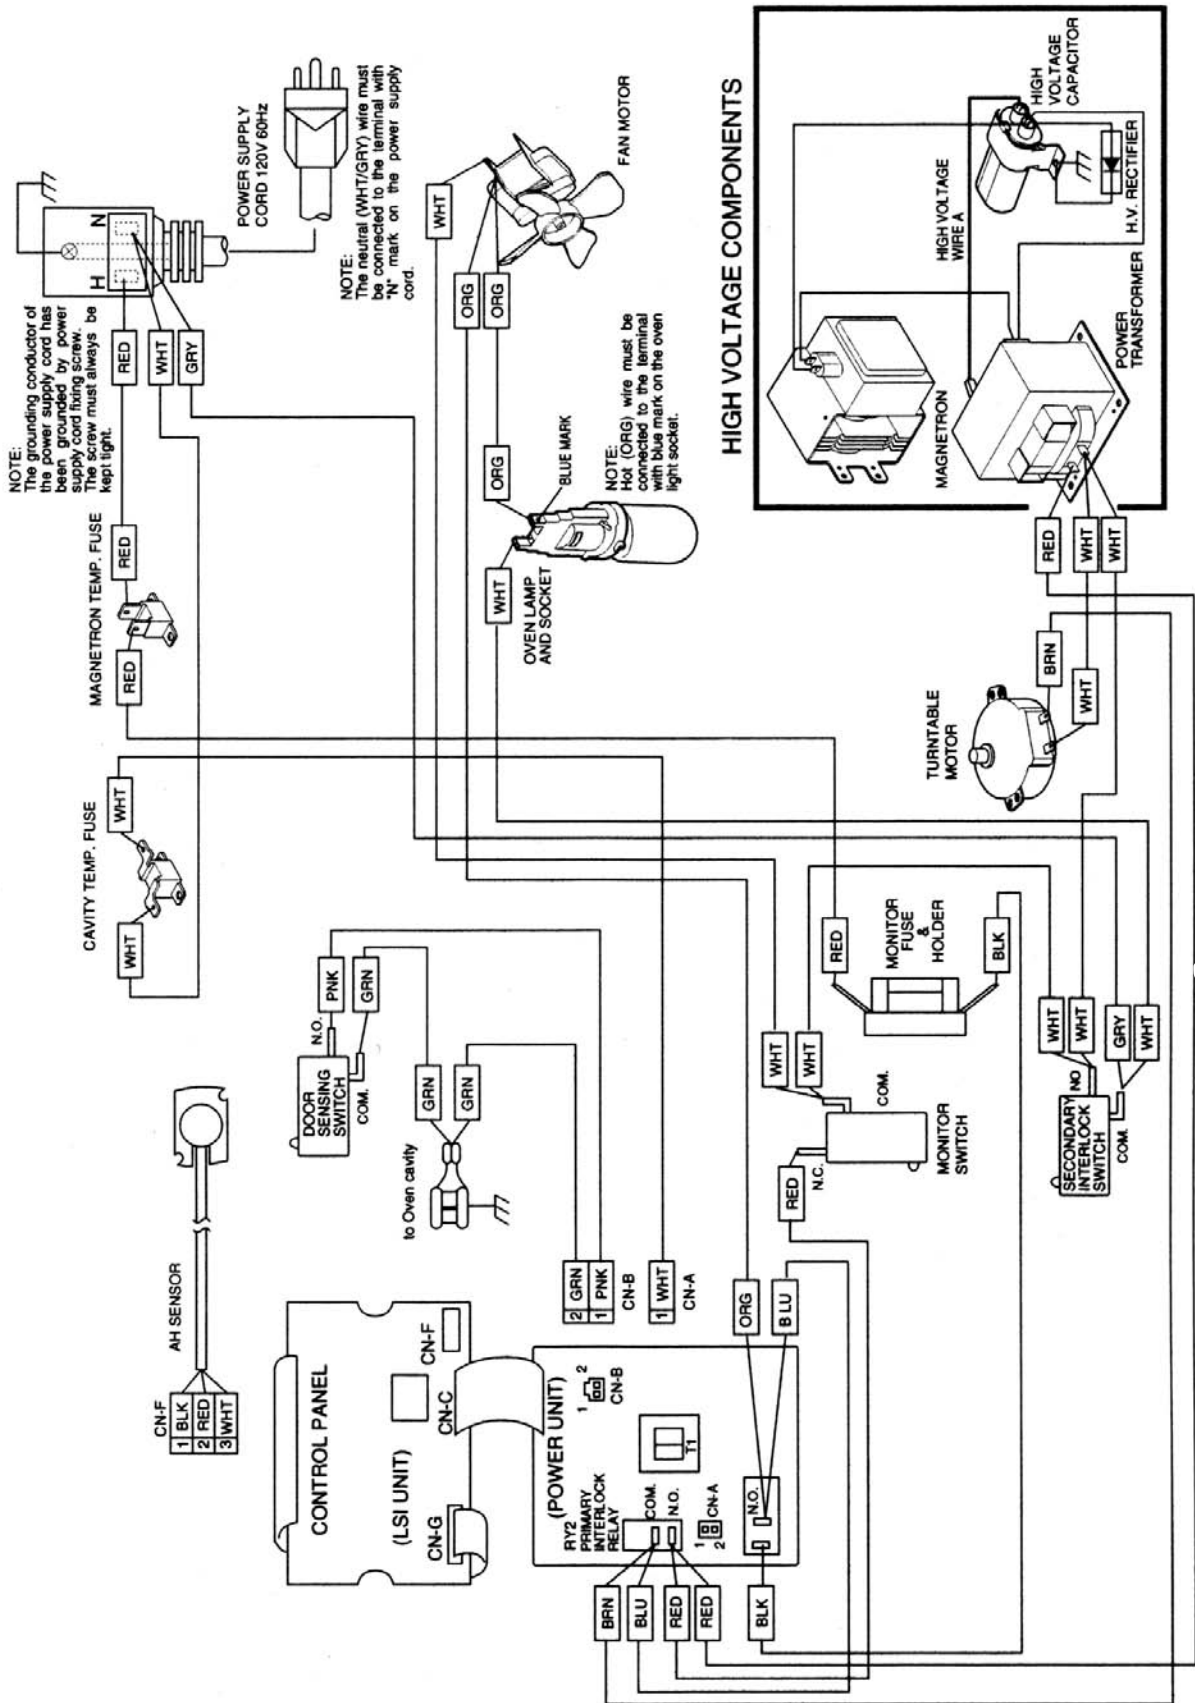 NOTE:
The grounding conductor of
the power supply cord has
been grounded by power
supply cord fixing screw.
The screw must always be
kept tight.
H
N
RED
WHT
GRY
POWER SUPPLY
CORD 120V 60Hz
NOTE:
The neutral (WHT/GRY) wire must
be connected to the terminal with
"N" mark on the power supply
cord.
MAGNETRON TEMP. FUSE
RED
RED
CAVITY TEMP. FUSE
WHT
WHT
WHT
ORG
ORG
FAN MOTOR
ORG
BLUE MARK
WHT
OVEN LAMP
AND SOCKET
NOTE:
Hot (ORG) wire must be
connected to the terminal
with blue mark on the oven
light socket.
HIGH VOLTAGE COMPONENTS
MAGNETRON
HIGH VOLTAGE
WIRE A
HIGH
VOLTAGE
CAPACITOR
H.V. RECTIFIER
POWER
TRANSFORMER
RED
WHT
WHT
TURNTABLE
MOTOR
BRN
WHT
AH SENSOR
CN-F
1 BLK
2 RED
3 WHT
DOOR
SENSING
SWITCH
N.O.
COM.
PNK
GRN
GRN
GRN
to Oven cavity
2 GRN
1 PNK
CN-B
1 WHT
CN-A
CONTROL PANEL
(LSI UNIT)
CN-F
CN-G
CN-C
(POWER UNIT)
RY2
PRIMARY
INTERLOCK
RELAY
COM.
N.O.
1
2
CN-B
T1
1
2
CN-A
N.O.
BRN
BLU
RED
RED
BLK
ORG
BLU
RED
N.C.
WHT
WHT
COM.
MONITOR
SWITCH
RED
MONITOR
FUSE
&
HOLDER
BLK
WHT
WHT
GRY
WHT
NO
SECONDARY
INTERLOCK
SWITCH
COM.